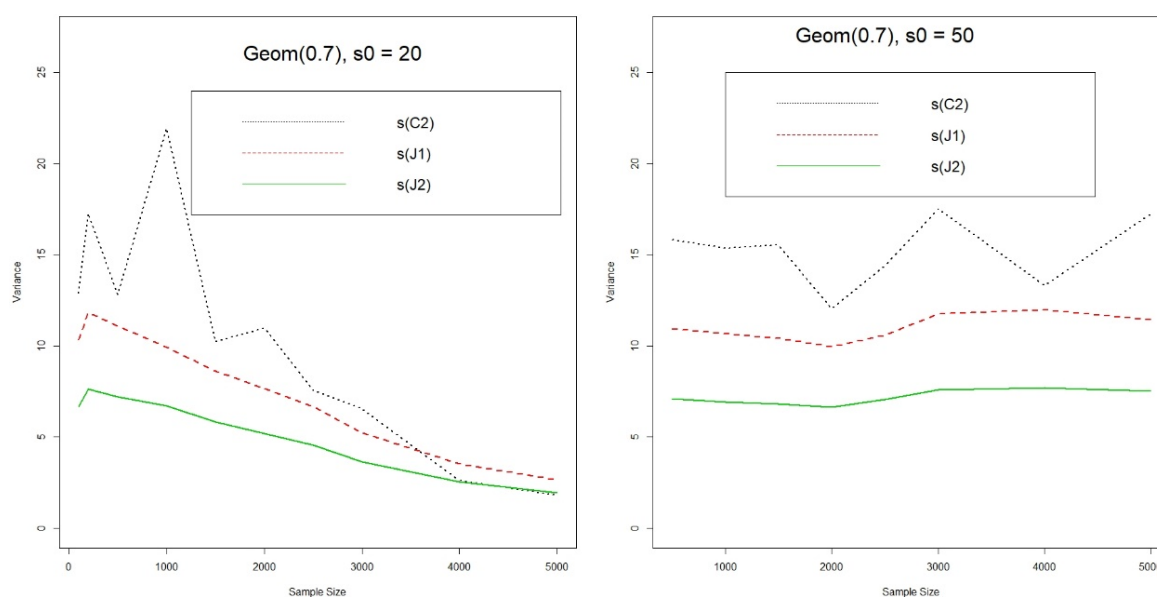 Geom(0.7), s0 = 20
s(C2)
s(J1)
s(J2)
25
20
15
10
5
0
Variance
0 1000 2000 3000 4000 5000
Sample Size
Geom(0.7), s0 = 50
s(C2)
s(J1)
s(J2)
25
20
15
10
5
0
Variance
1000 2000 3000 4000 5000
Sample Size